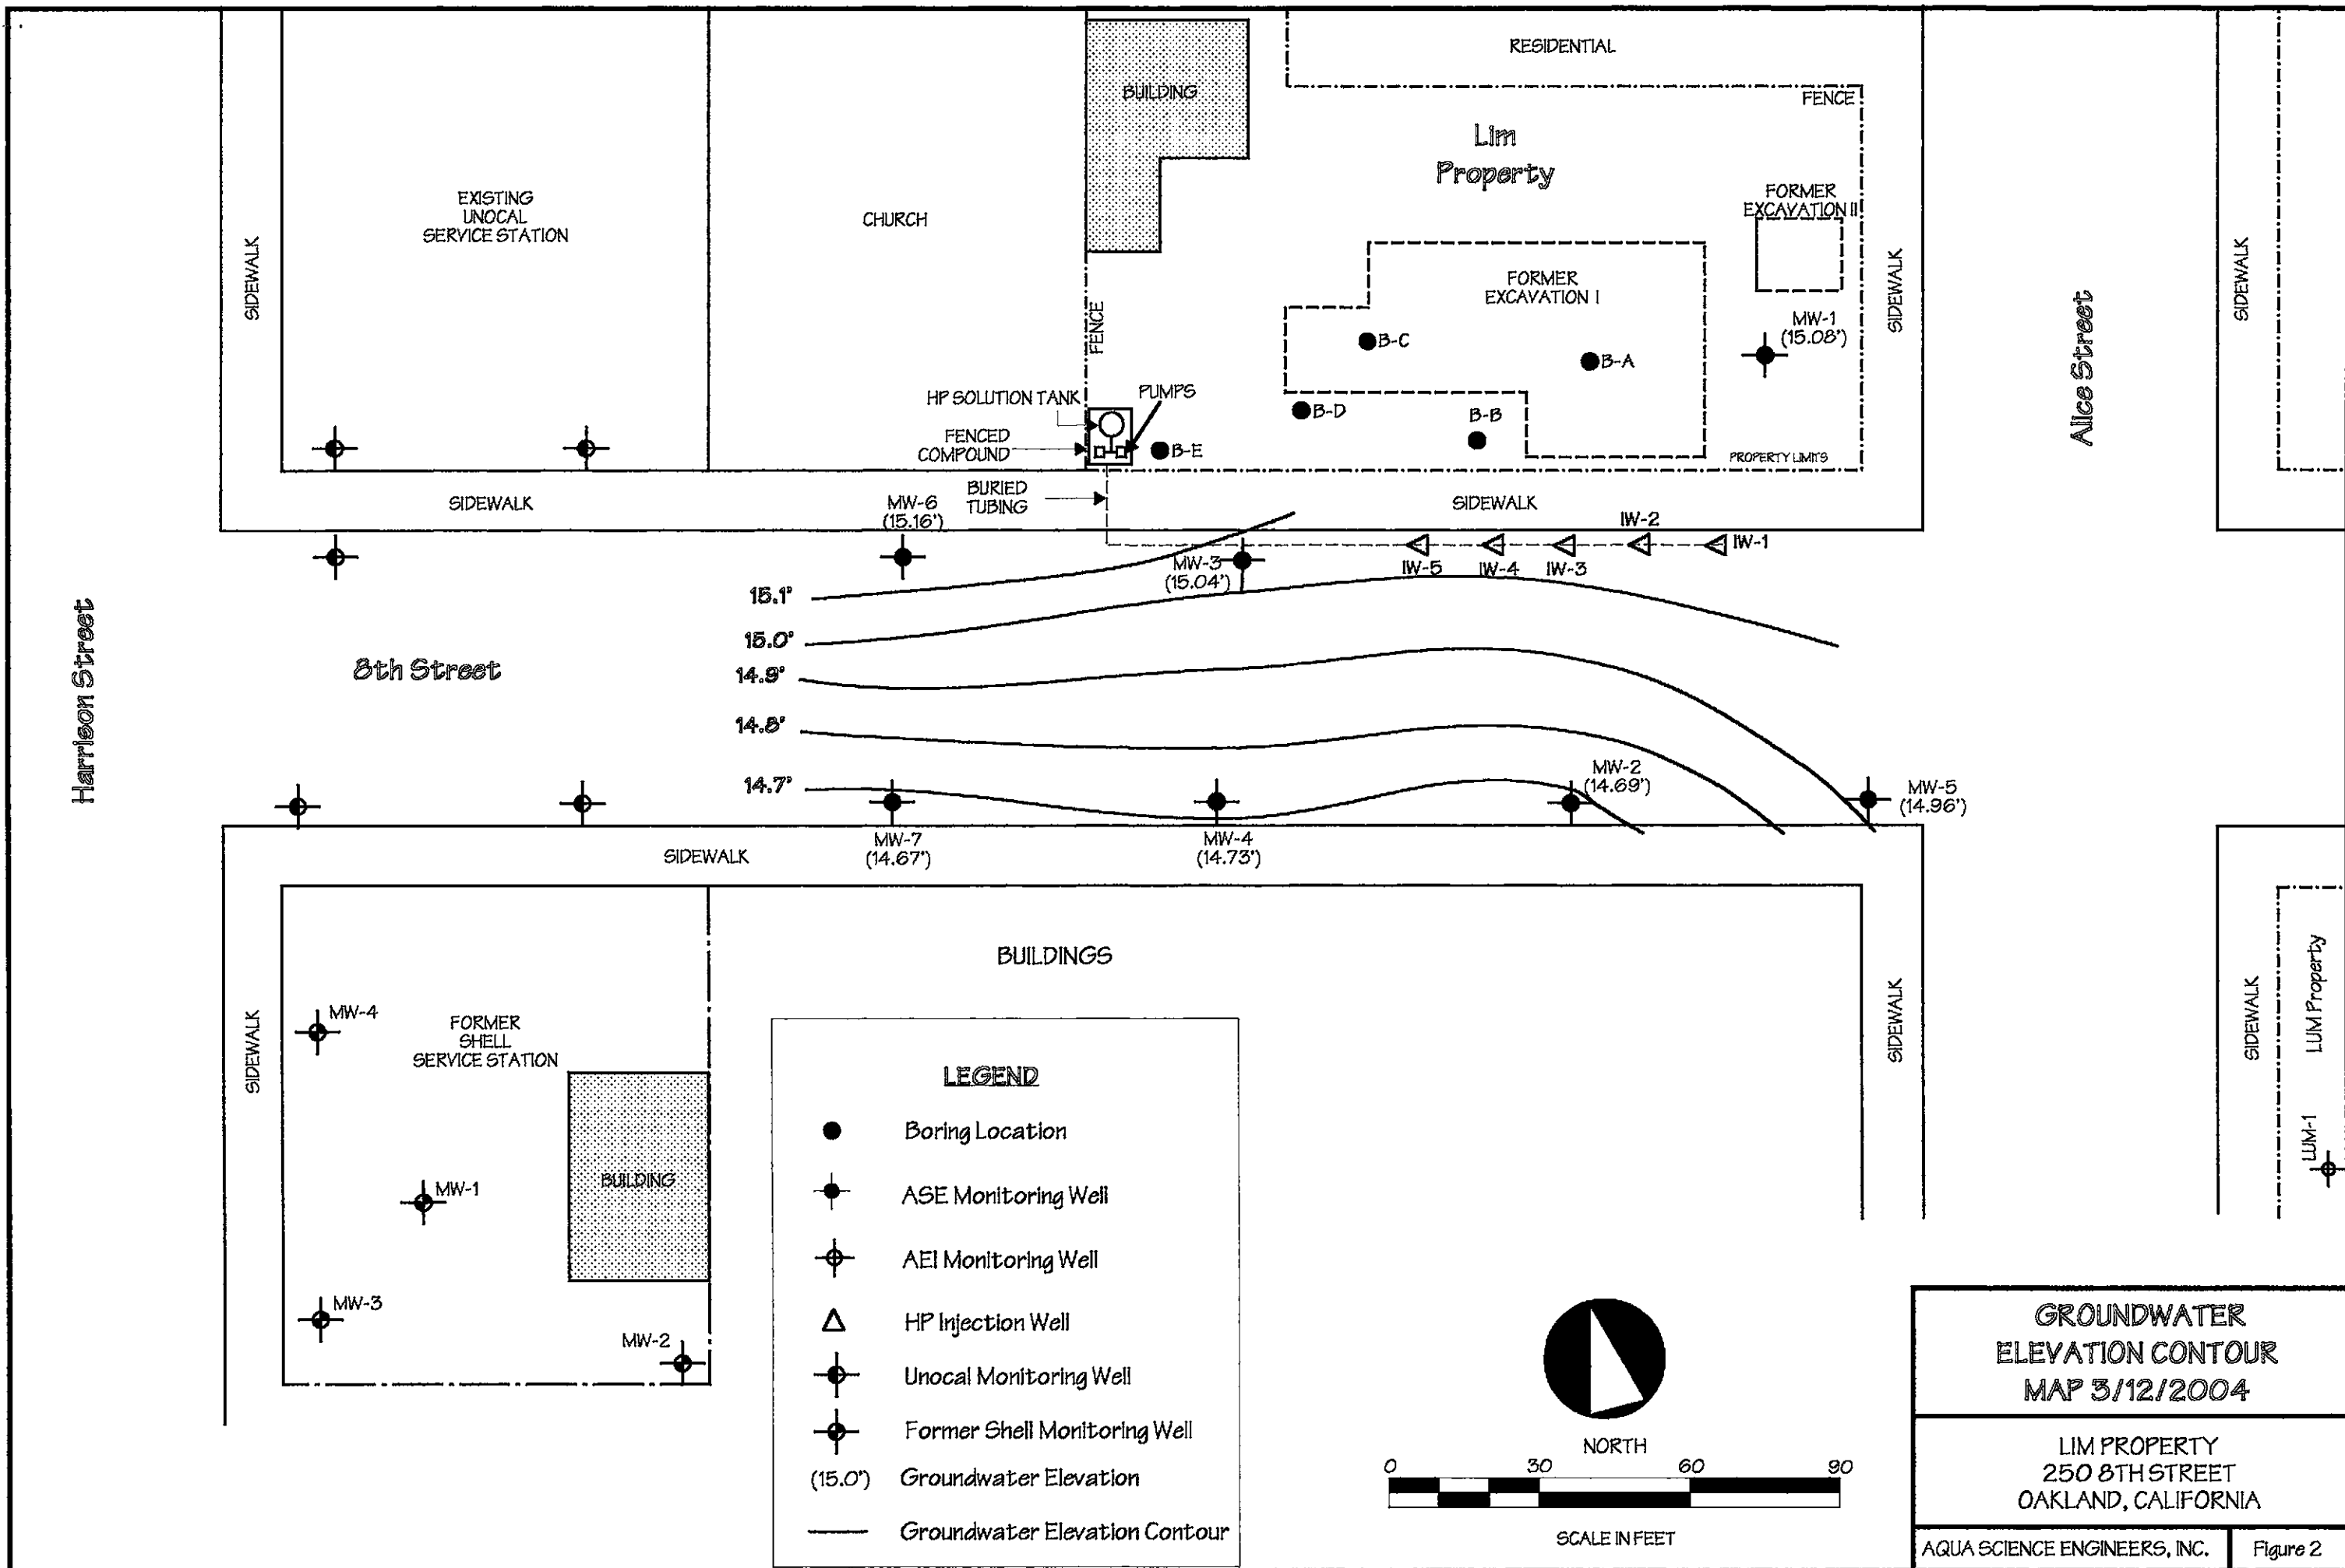 RESIDENTIAL
BUILDING
FENCE
Lim
Property
EXISTING
UNOCAL
SERVICE STATION
CHURCH
FORMER
EXCAVATION II
SIDEWALK
SIDEWALK
SIDEWALK
FORMER
EXCAVATION I
FENCE
MW-1
(15.08')
Alice Street
B-C
B-A
HP SOLUTION TANK
PUMPS
B-D
B-B
FENCED
COMPOUND
B-E
PROPERTY LIMITS
BURIED
TUBING
SIDEWALK
MW-6
(15.16')
SIDEWALK
IW-2
IW-1
MW-3
(15.04')
IW-5
IW-4
IW-3
15.1'
15.0'
Harrison Street
8th Street
14.9'
14.8'
14.7'
MW-2
(14.69')
MW-5
(14.96')
MW-7
(14.67')
MW-4
(14.73')
SIDEWALK
BUILDINGS
MW-4
FORMER
SHELL
SERVICE STATION
SIDEWALK
SIDEWALK
SIDEWALK
LUM Property
LUM-1
BUILDING
MW-1
MW-3
MW-2
LEGEND
Boring Location
ASE Monitoring Well
AEI Monitoring Well
HP Injection Well
Unocal Monitoring Well
Former Shell Monitoring Well
(15.0') Groundwater Elevation
Groundwater Elevation Contour
NORTH
0 30 60 90
SCALE IN FEET
GROUNDWATER
ELEVATION CONTOUR
MAP 3/12/2004
LIM PROPERTY
250 8TH STREET
OAKLAND, CALIFORNIA
AQUA SCIENCE ENGINEERS, INC.
Figure 2